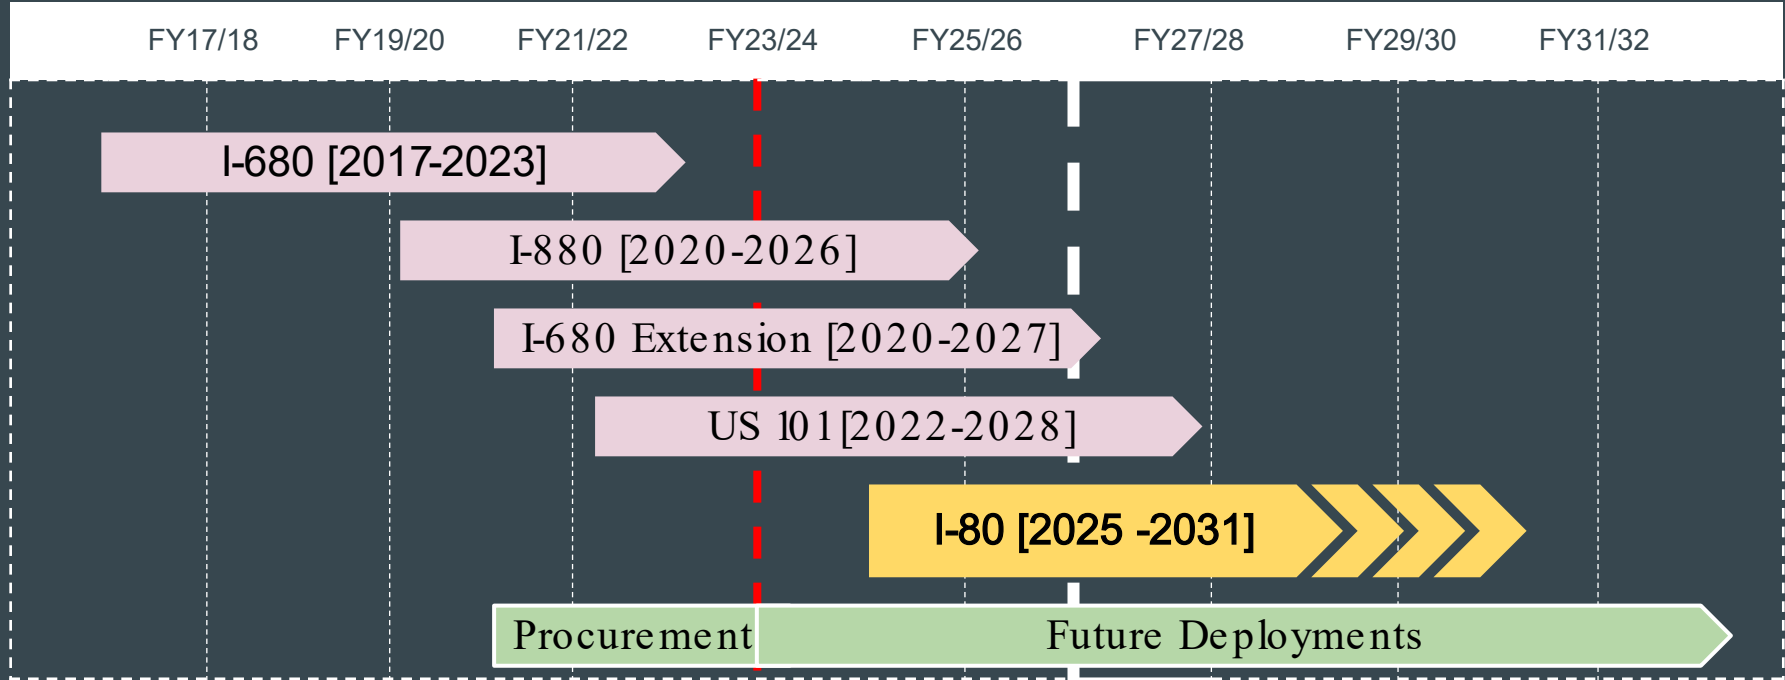 FY17/18 FY19/20 FY21/22 FY23/24 FY25/26 FY27/28 FY29/30 FY31/32
I-680 [2017-2023]
I-880 [2020-2026]
I-680 Extension [2020-2027]
US 101[2022-2028]
I-80 [2025 -2031]
Procurement Future Deployments